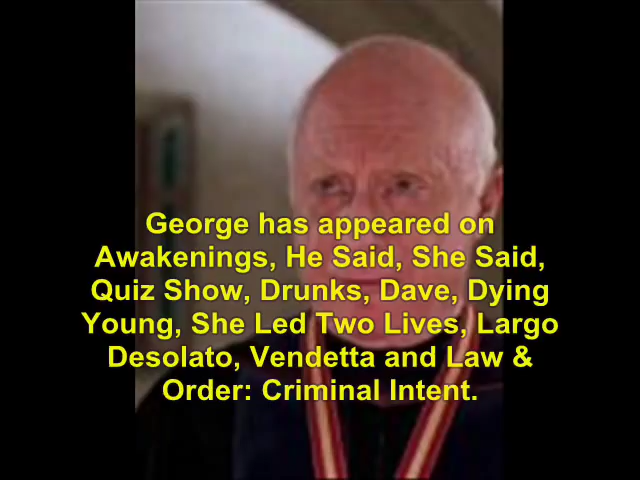 George has appeared on
Awakenings, He Said, She Said,
Quiz Show, Drunks, Dave, Dying
Young, She Led Two Lives, Largo
Desolato, Vendetta and Law &
Order: Criminal Intent.